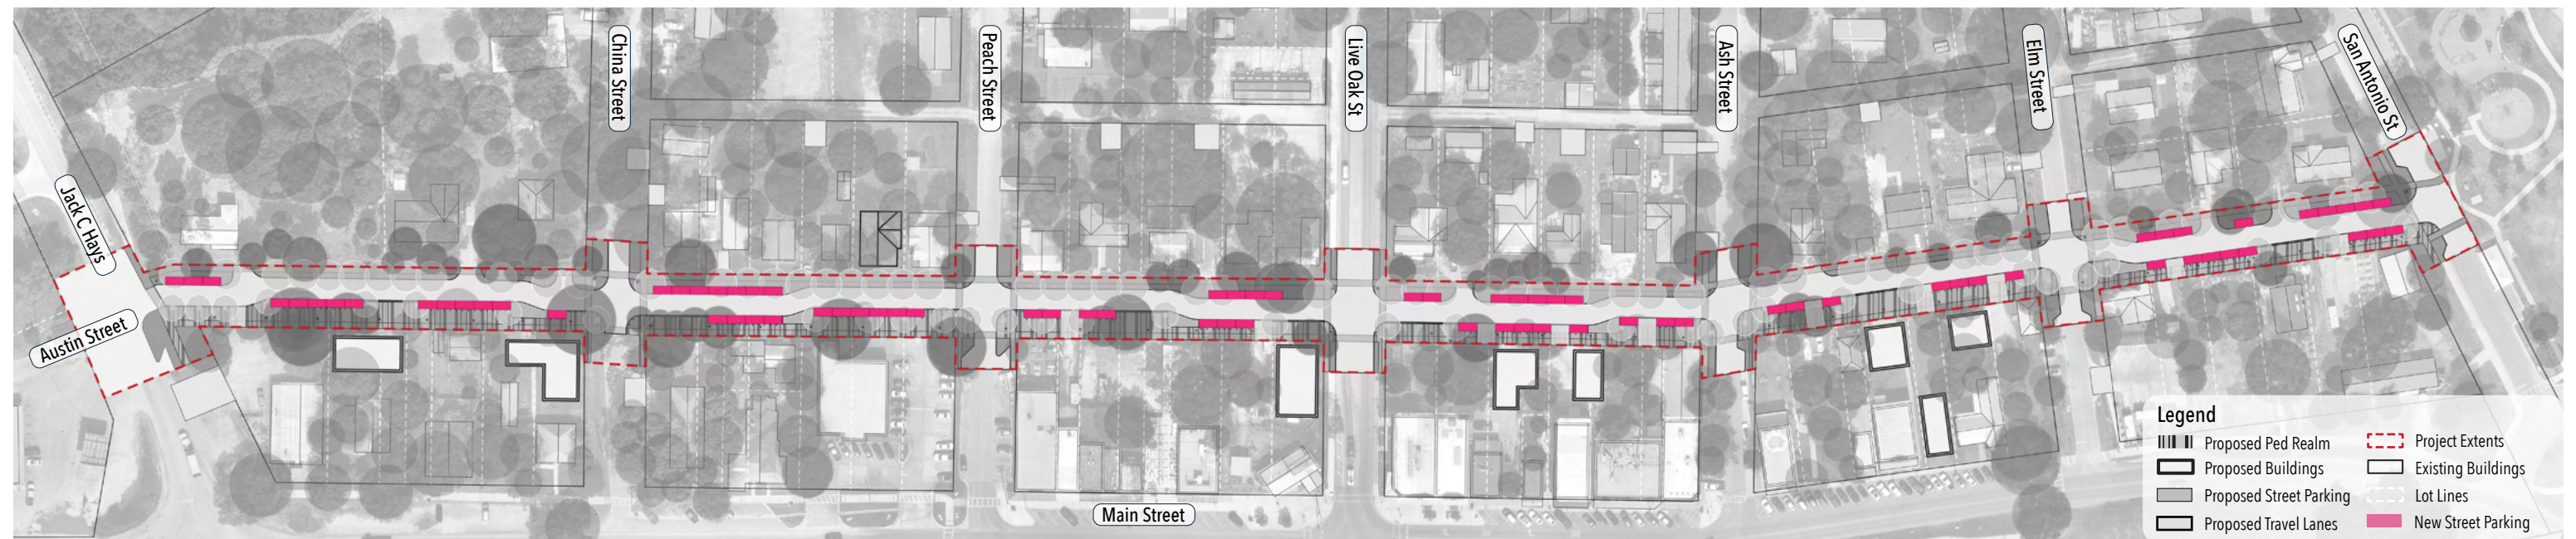 China Street
Peach Street
Live Oak St
Ash Street
Elm Street
San Antonio St
Jack C Hays
Austin Street
Main Street
Legend
Proposed Ped Realm
Proposed Buildings
Proposed Street Parking
Proposed Travel Lanes
Project Extents
Existing Buildings
Lot Lines
New Street Parking